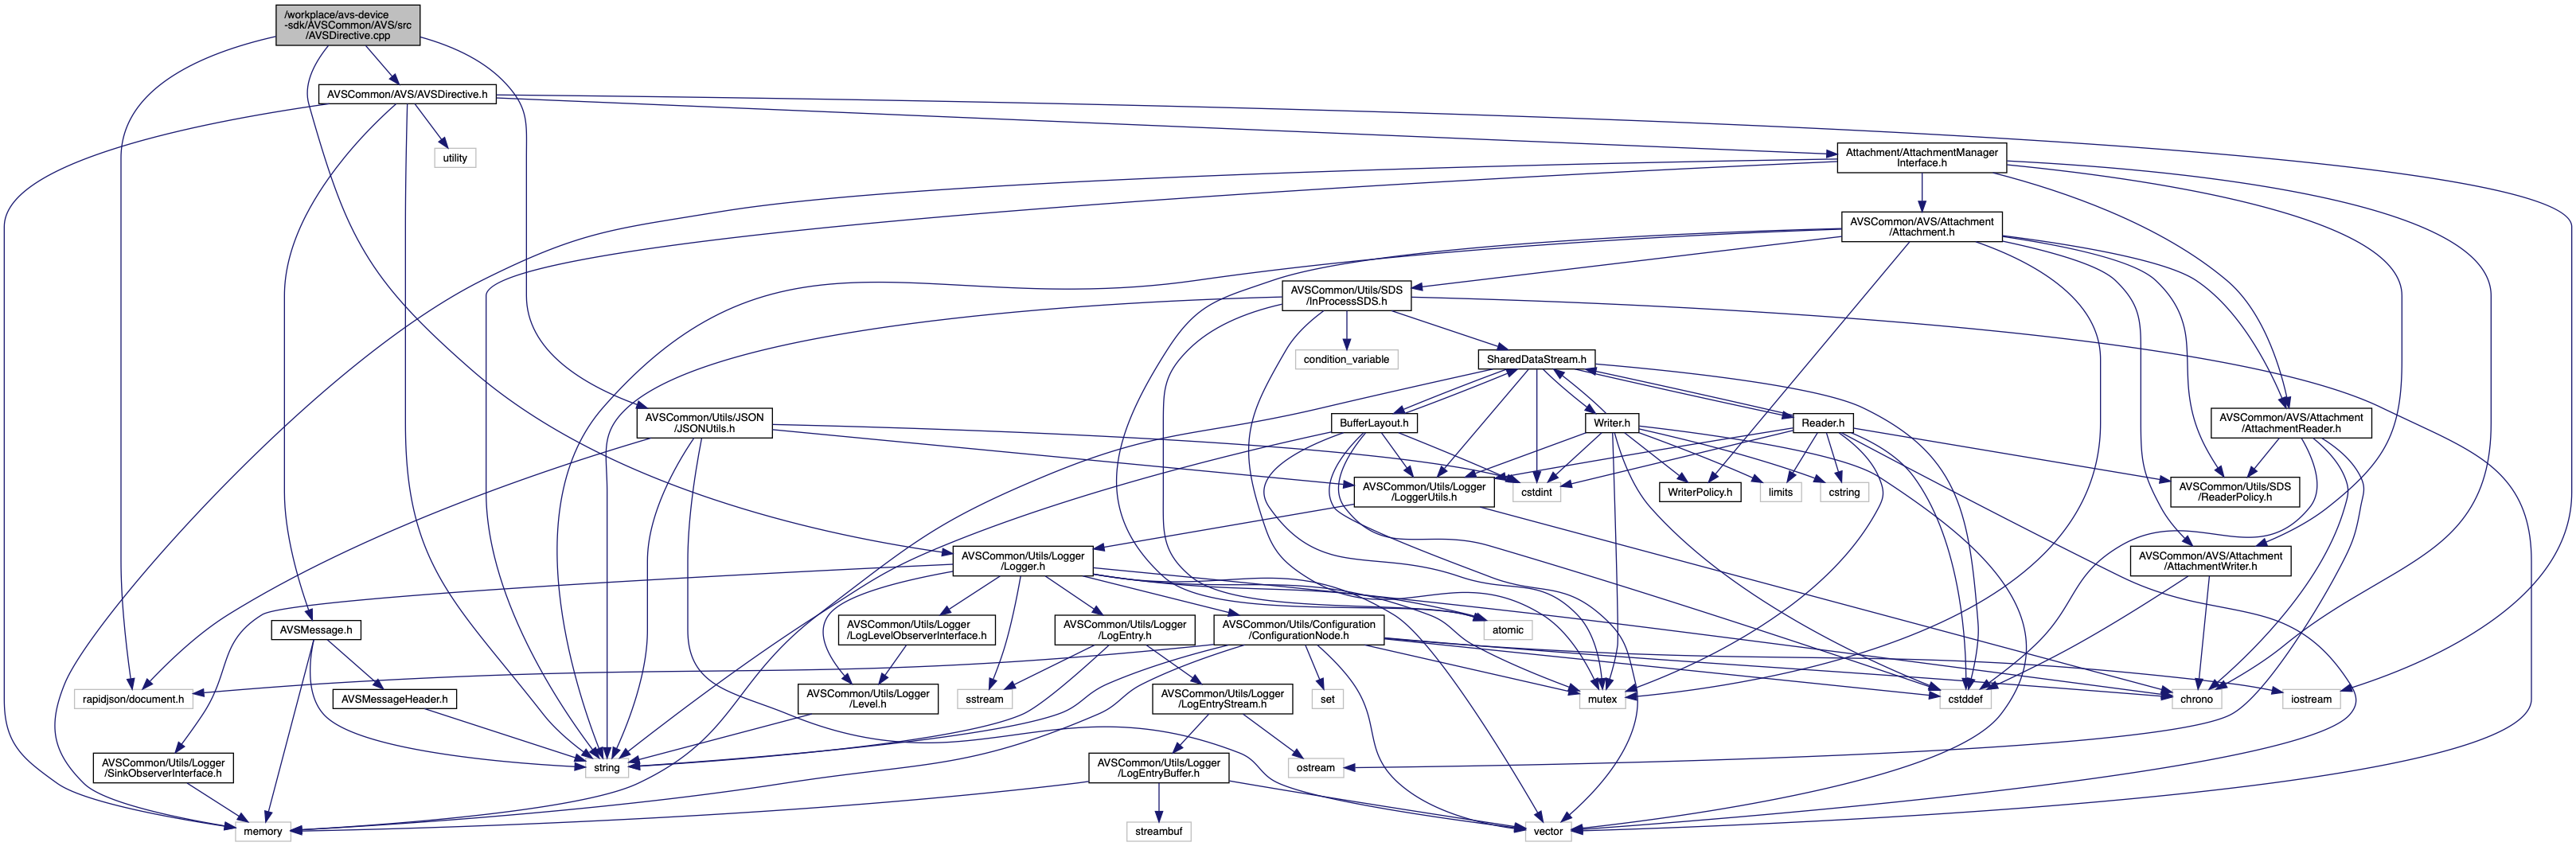 /workplace/avs-device
-sdk/AVSCommon/AVS/src
/AVSDirective.cpp
AVSCommon/AVS/AVSDirective.h
utility
Attachment/AttachmentManager
Interface.h
AVSCommon/AVS/Attachment
/Attachment.h
AVSCommon/Utils/SDS
/InProcessSDS.h
condition_variable
SharedDataStream.h
AVSCommon/Utils/JSON
/JSONUtils.h
BufferLayout.h
Writer.h
Reader.h
AVSCommon/AVS/Attachment
/AttachmentReader.h
AVSCommon/Utils/Logger
/LoggerUtils.h
cstdint
WriterPolicy.h
limits
cstring
AVSCommon/Utils/SDS
/ReaderPolicy.h
AVSCommon/Utils/Logger
/Logger.h
AVSCommon/AVS/Attachment
/AttachmentWriter.h
AVSMessage.h
AVSCommon/Utils/Logger
/LogLevelObserverInterface.h
AVSCommon/Utils/Logger
/LogEntry.h
AVSCommon/Utils/Configuration
/ConfigurationNode.h
atomic
rapidjson/document.h
AVSMessageHeader.h
AVSCommon/Utils/Logger
/Level.h
sstream
AVSCommon/Utils/Logger
/LogEntryStream.h
set
mutex
cstddef
chrono
iostream
AVSCommon/Utils/Logger
/SinkObserverInterface.h
string
AVSCommon/Utils/Logger
/LogEntryBuffer.h
ostream
memory
streambuf
vector